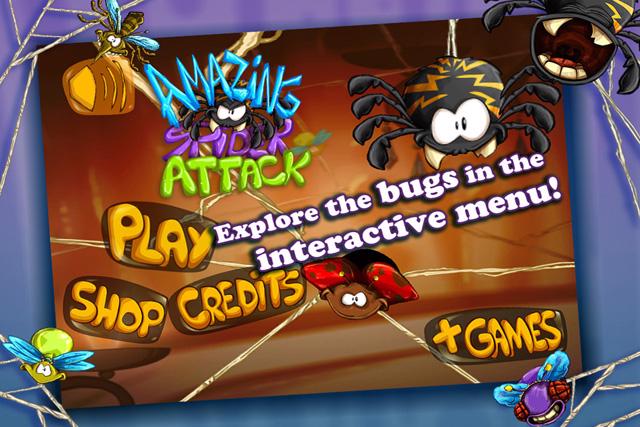 AMAZING
SPIDER
ATTACK
Explore the bugs in the
interactive menu!
PLAY
SHOP CREDITS
+ GAMES